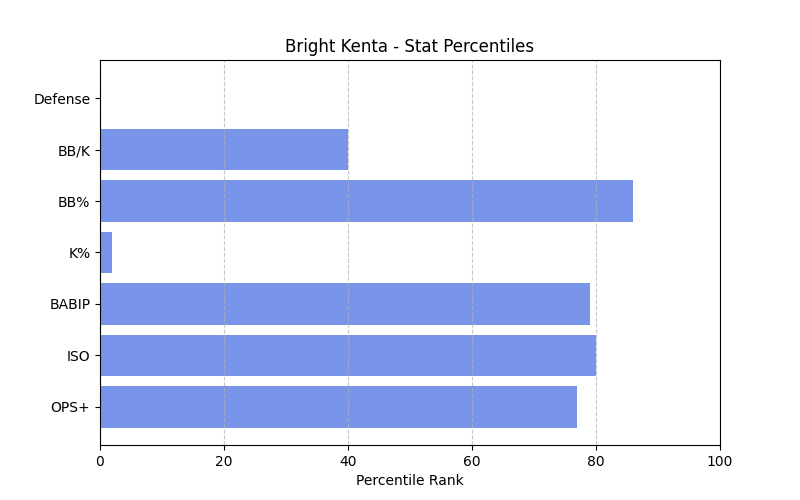 Bright Kenta - Stat Percentiles
Defense
BB/K
BB%
K%
BABIP
ISO
OPS+
0 20 40 60 80 100
Percentile Rank